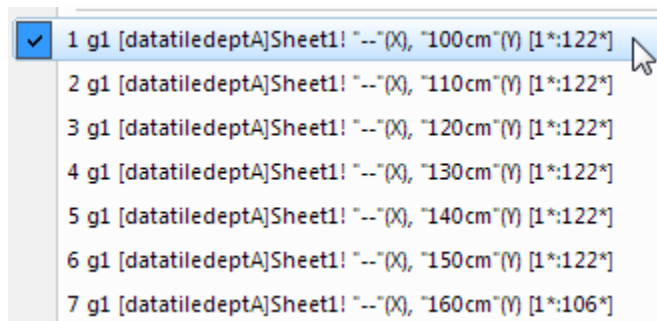 1 g1 [datatiledeptA]Sheet1! "--"(X), "100cm"(Y) [1*:122*]
2 g1 [datatiledeptA]Sheet1! "--"(X), "110cm"(Y) [1*:122*]
3 g1 [datatiledeptA]Sheet1! "--"(X), "120cm"(Y) [1*:122*]
4 g1 [datatiledeptA]Sheet1! "--"(X), "130cm"(Y) [1*:122*]
5 g1 [datatiledeptA]Sheet1! "--"(X), "140cm"(Y) [1*:122*]
6 g1 [datatiledeptA]Sheet1! "--"(X), "150cm"(Y) [1*:122*]
7 g1 [datatiledeptA]Sheet1! "--"(X), "160cm"(Y) [1*:106*]